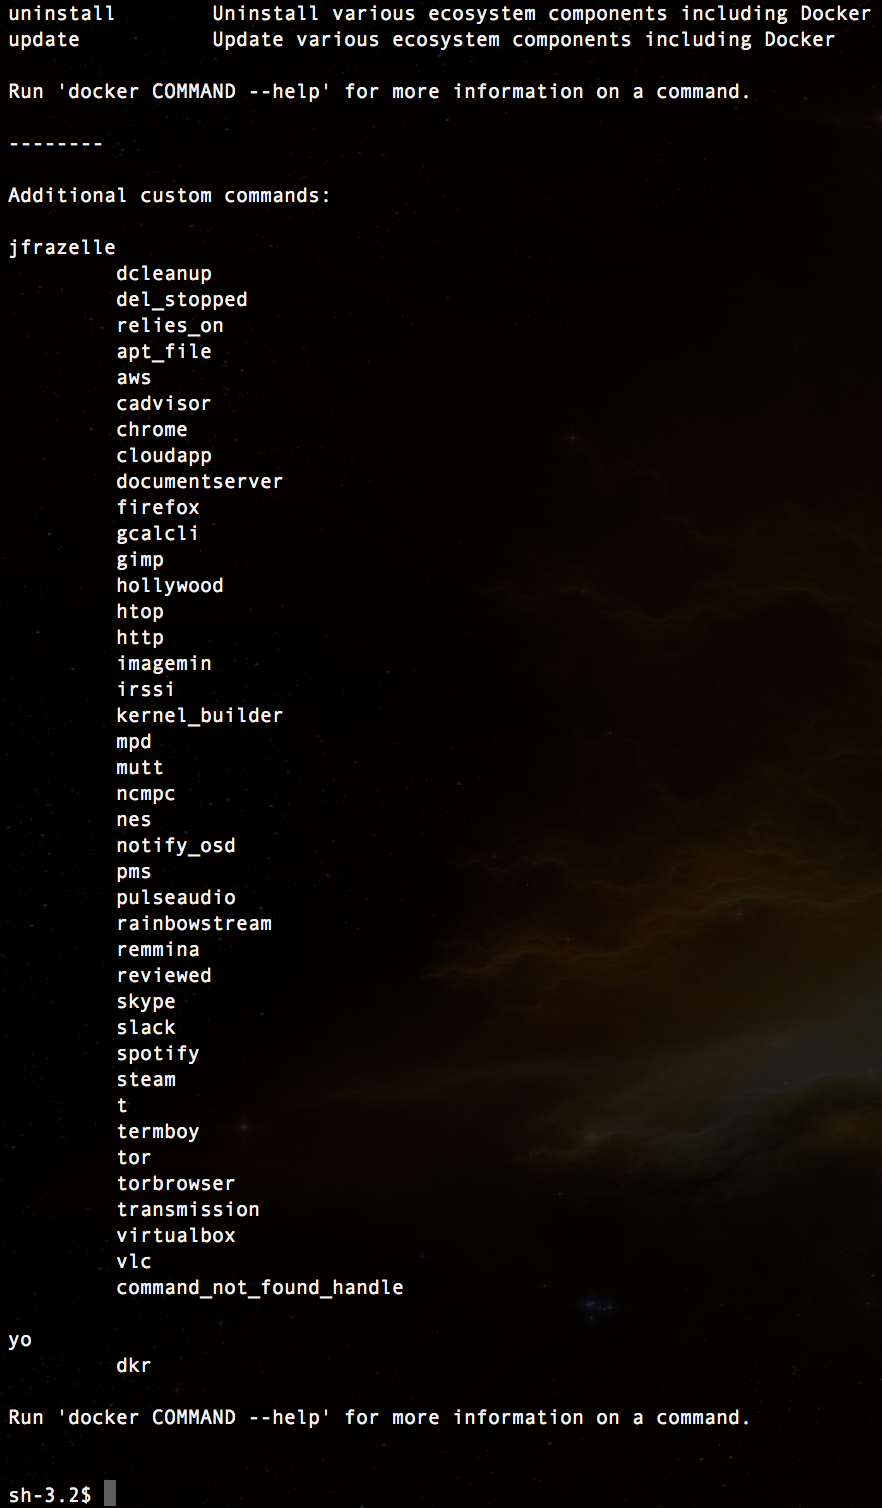 uninstall        Uninstall various ecosystem components including Docker
update           Update various ecosystem components including Docker
Run 'docker COMMAND --help' for more information on a command.
--------
Additional custom commands:
jfrazelle
dcleanup
del_stopped
relies_on
apt_file
aws
cadvisor
chrome
cloudapp
documentserver
firefox
gcalcli
gimp
hollywood
htop
http
imagemin
irssi
kernel_builder
mpd
mutt
ncmpc
nes
notify_osd
pms
pulseaudio
rainbowstream
remmina
reviewed
skype
slack
spotify
steam
t
termboy
tor
torbrowser
transmission
virtualbox
vlc
command_not_found_handle
yo
dkr
Run 'docker COMMAND --help' for more information on a command.
sh-3.2$